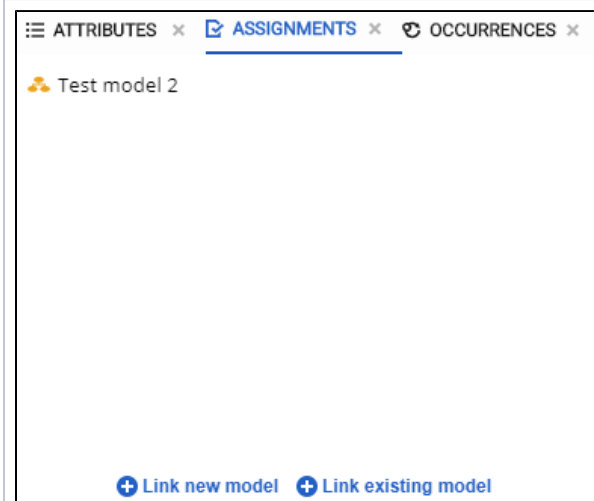 ATTRIBUTES × ASSIGNMENTS × OCCURRENCES ×
Test model 2
Link new model Link existing model